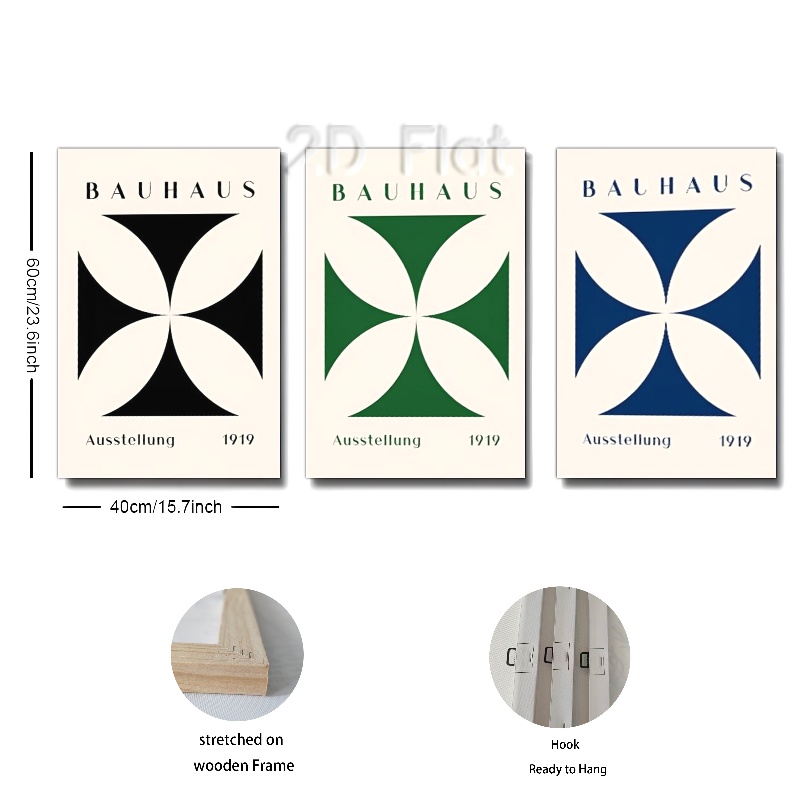 2D Flat
BAUHAUS
Ausstellung 1919
BAUHAUS
Ausstellung 1919
BAUHAUS
Ausstellung 1919
60cm/23.6inch
40cm/15.7inch
stretched on
wooden Frame
Hook
Ready to Hang